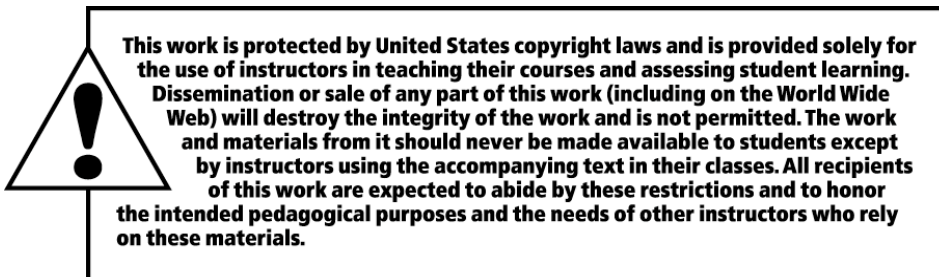 This work is protected by United States copyright laws and is provided solely for
the use of instructors in teaching their courses and assessing student learning.
Dissemination or sale of any part of this work (including on the World Wide
Web) will destroy the integrity of the work and is not permitted. The work
and materials from it should never be made available to students except
by instructors using the accompanying text in their classes. All recipients
of this work are expected to abide by these restrictions and to honor
the intended pedagogical purposes and the needs of other instructors who rely
on these materials.